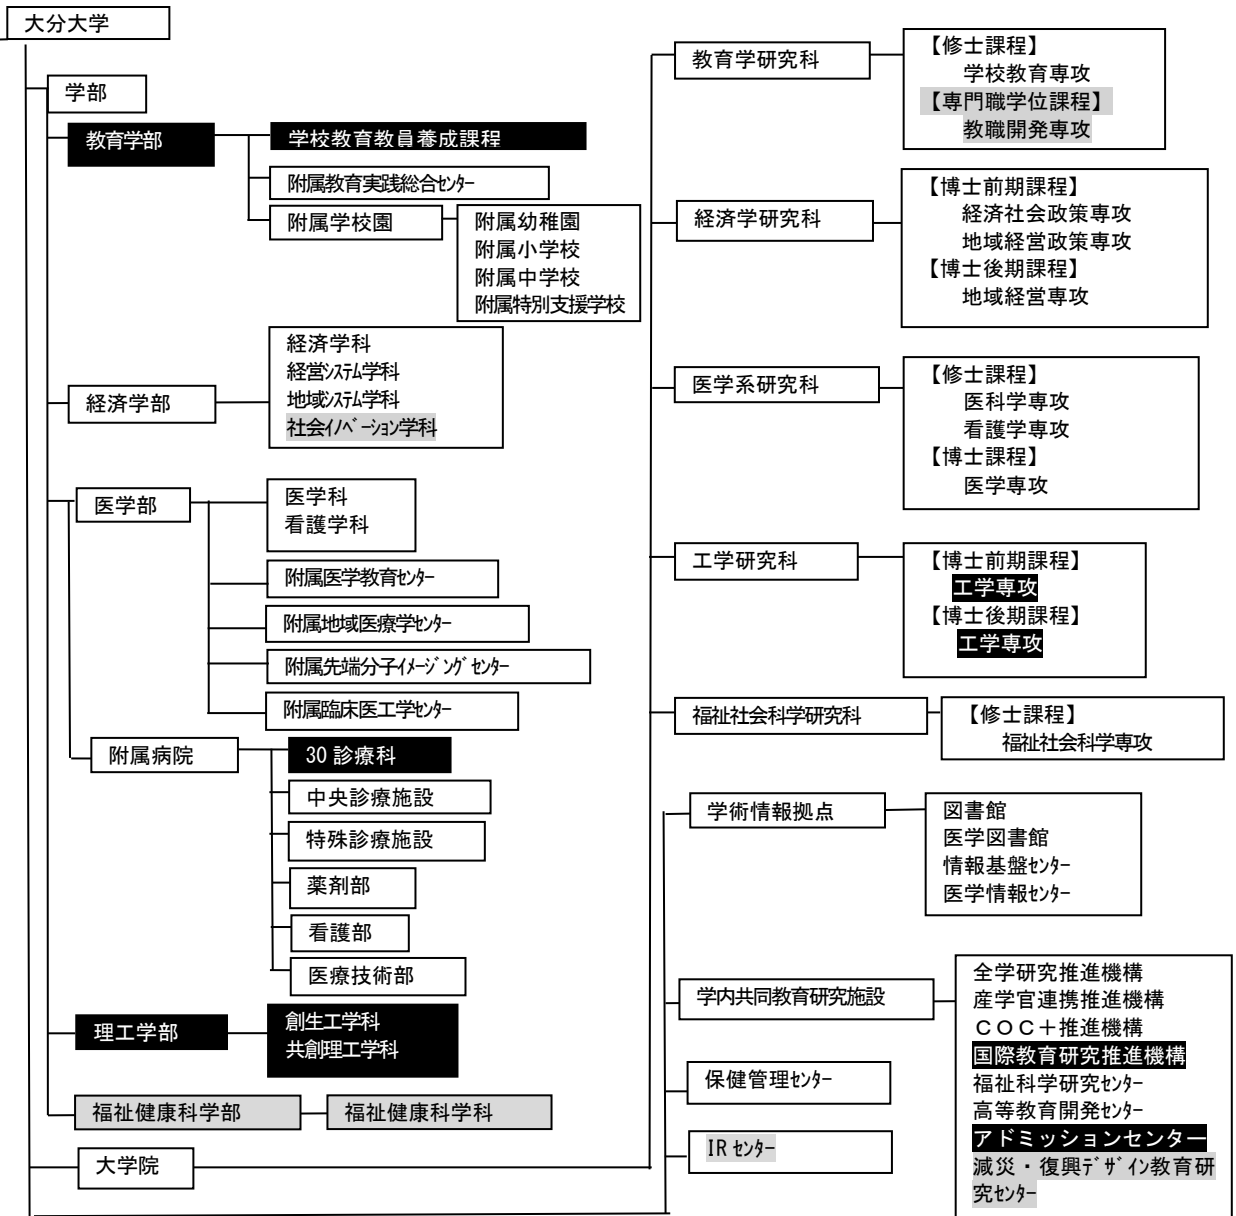 大分大学
学部
教育学部
学校教育教員養成課程
附属教育実践総合ｾﾝﾀｰ
附属学校園
附属幼稚園
附属小学校
附属中学校
附属特別支援学校
経済学部
経済学科
経営ｼｽﾃﾑ学科
地域ｼｽﾃﾑ学科
社会ｲﾉﾍﾞｰｼｮﾝ学科
医学部
医学科
看護学科
附属医学教育ｾﾝﾀｰ
附属地域医療学ｾﾝﾀｰ
附属先端分子ｲﾒｰｼﾞﾝｸﾞｾﾝﾀｰ
附属臨床医工学ｾﾝﾀｰ
附属病院
30 診療科
中央診療施設
特殊診療施設
薬剤部
看護部
医療技術部
理工学部
創生工学科
共創理工学科
福祉健康科学部
福祉健康科学科
大学院
教育学研究科
【修士課程】
学校教育専攻
【専門職学位課程】
教職開発専攻
経済学研究科
【博士前期課程】
経済社会政策専攻
地域経営政策専攻
【博士後期課程】
地域経営専攻
医学系研究科
【修士課程】
医科学専攻
看護学専攻
【博士課程】
医学専攻
工学研究科
【博士前期課程】
工学専攻
【博士後期課程】
工学専攻
福祉社会科学研究科
【修士課程】
福祉社会科学専攻
学術情報拠点
図書館
医学図書館
情報基盤ｾﾝﾀｰ
医学情報ｾﾝﾀｰ
学内共同教育研究施設
全学研究推進機構
産学官連携推進機構
ＣＯＣ＋推進機構
国際教育研究推進機構
福祉科学研究ｾﾝﾀｰ
高等教育開発ｾﾝﾀｰ
アドミッションセンター
減災・復興ﾃﾞｻﾞｲﾝ教育研
究ｾﾝﾀｰ
保健管理ｾﾝﾀｰ
IR ｾﾝﾀｰ